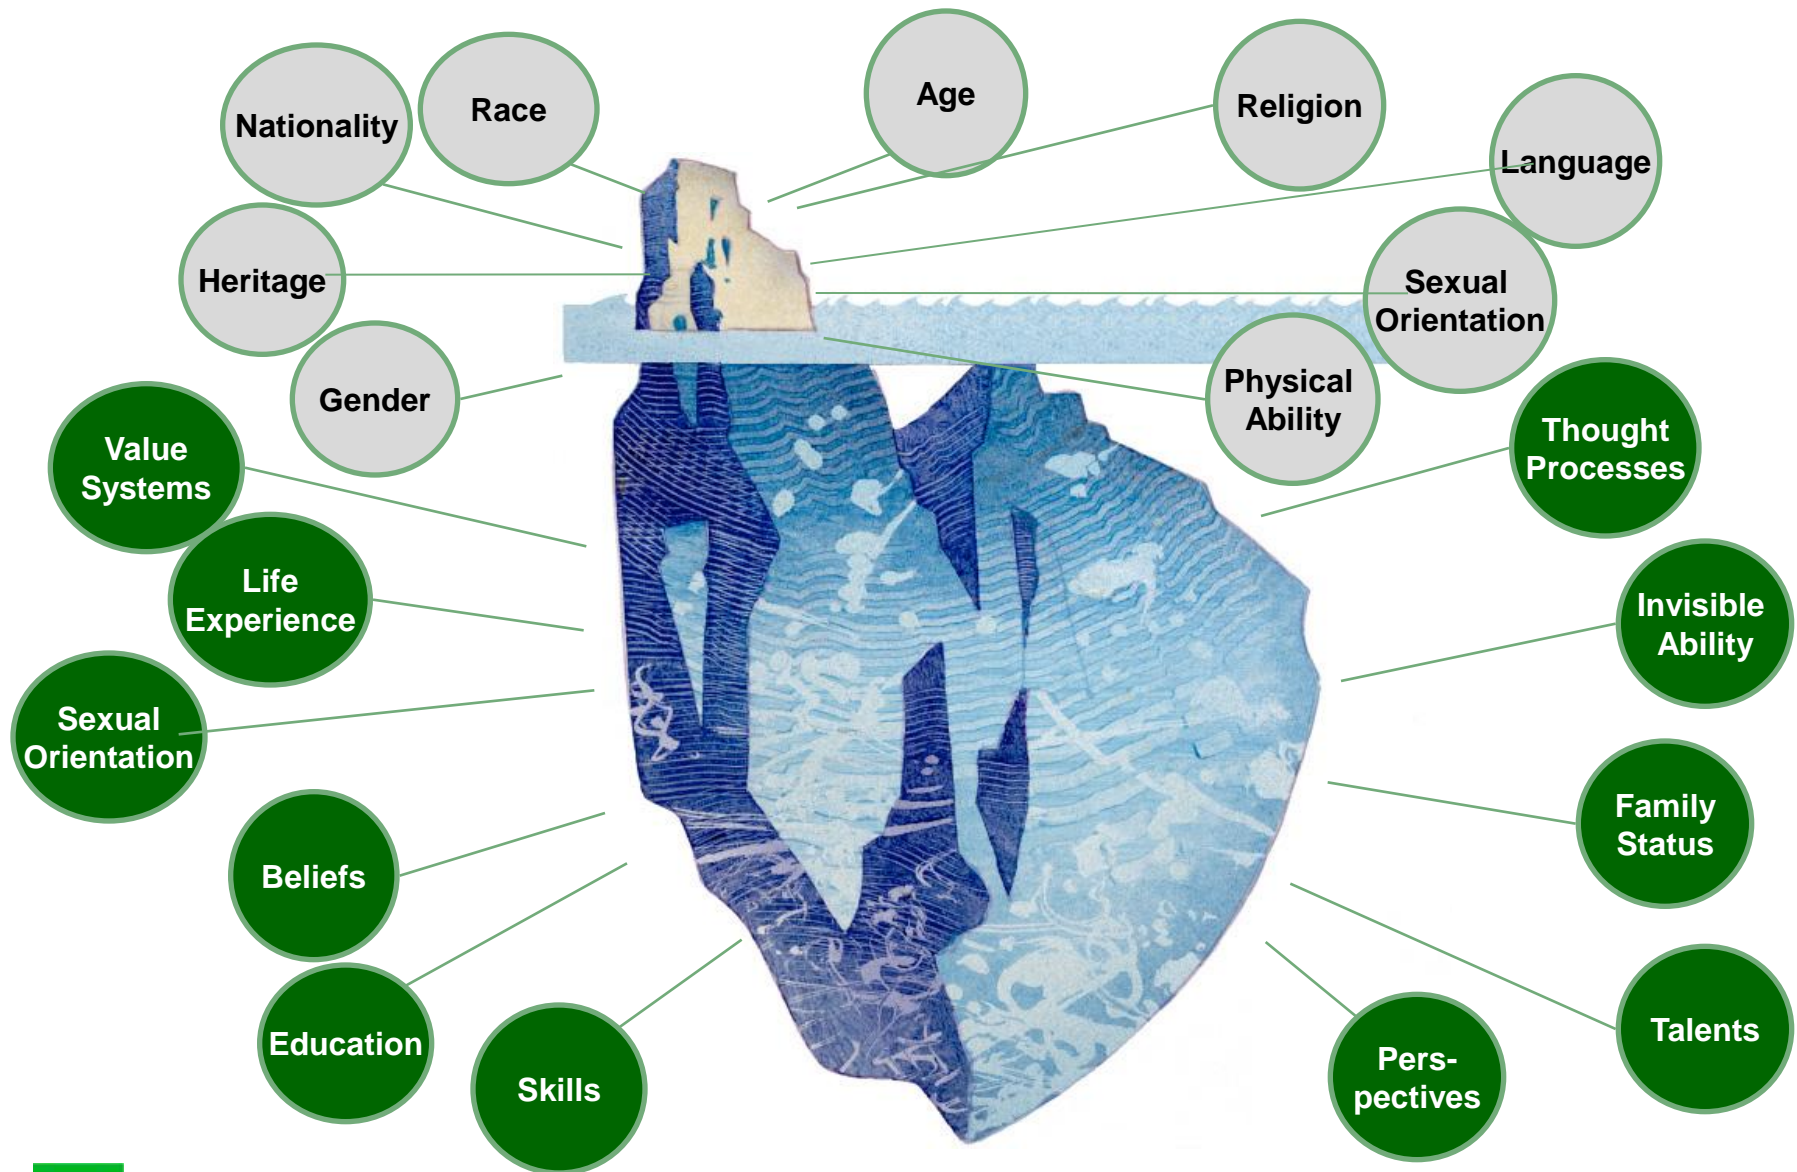 Nationality
Race
Age
Religion
Language
Heritage
Sexual
Orientation
Gender
Physical
Ability
Value
Systems
Thought
Processes
Life
Experience
Invisible
Ability
Sexual
Orientation
Family
Status
Beliefs
Education
Skills
Pers-
pectives
Talents